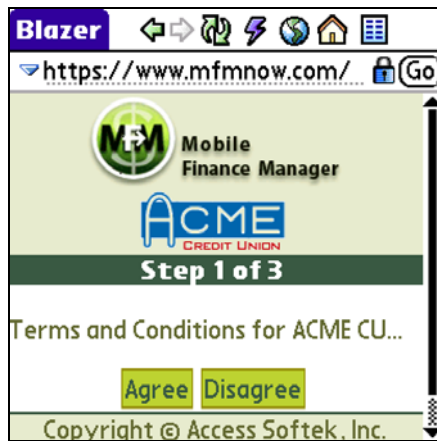 Blazer
https://www.mfmnow.com/ Go
MFM Mobile
Finance Manager
ACME
CREDIT UNION
Step 1 of 3
Terms and Conditions for ACME CU...
Agree Disagree
Copyright © Access Softek, Inc.